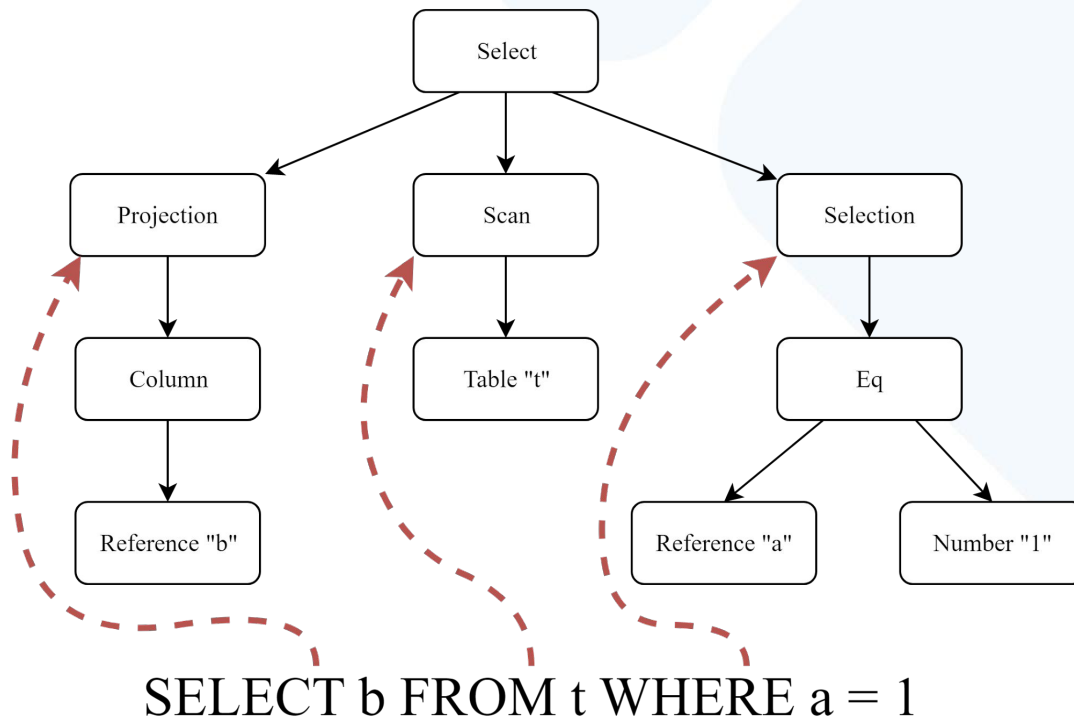 Select
Projection
Scan
Selection
Column
Table "t"
Eq
Reference "b"
Reference "a"
Number "1"
SELECT b FROM t WHERE a = 1